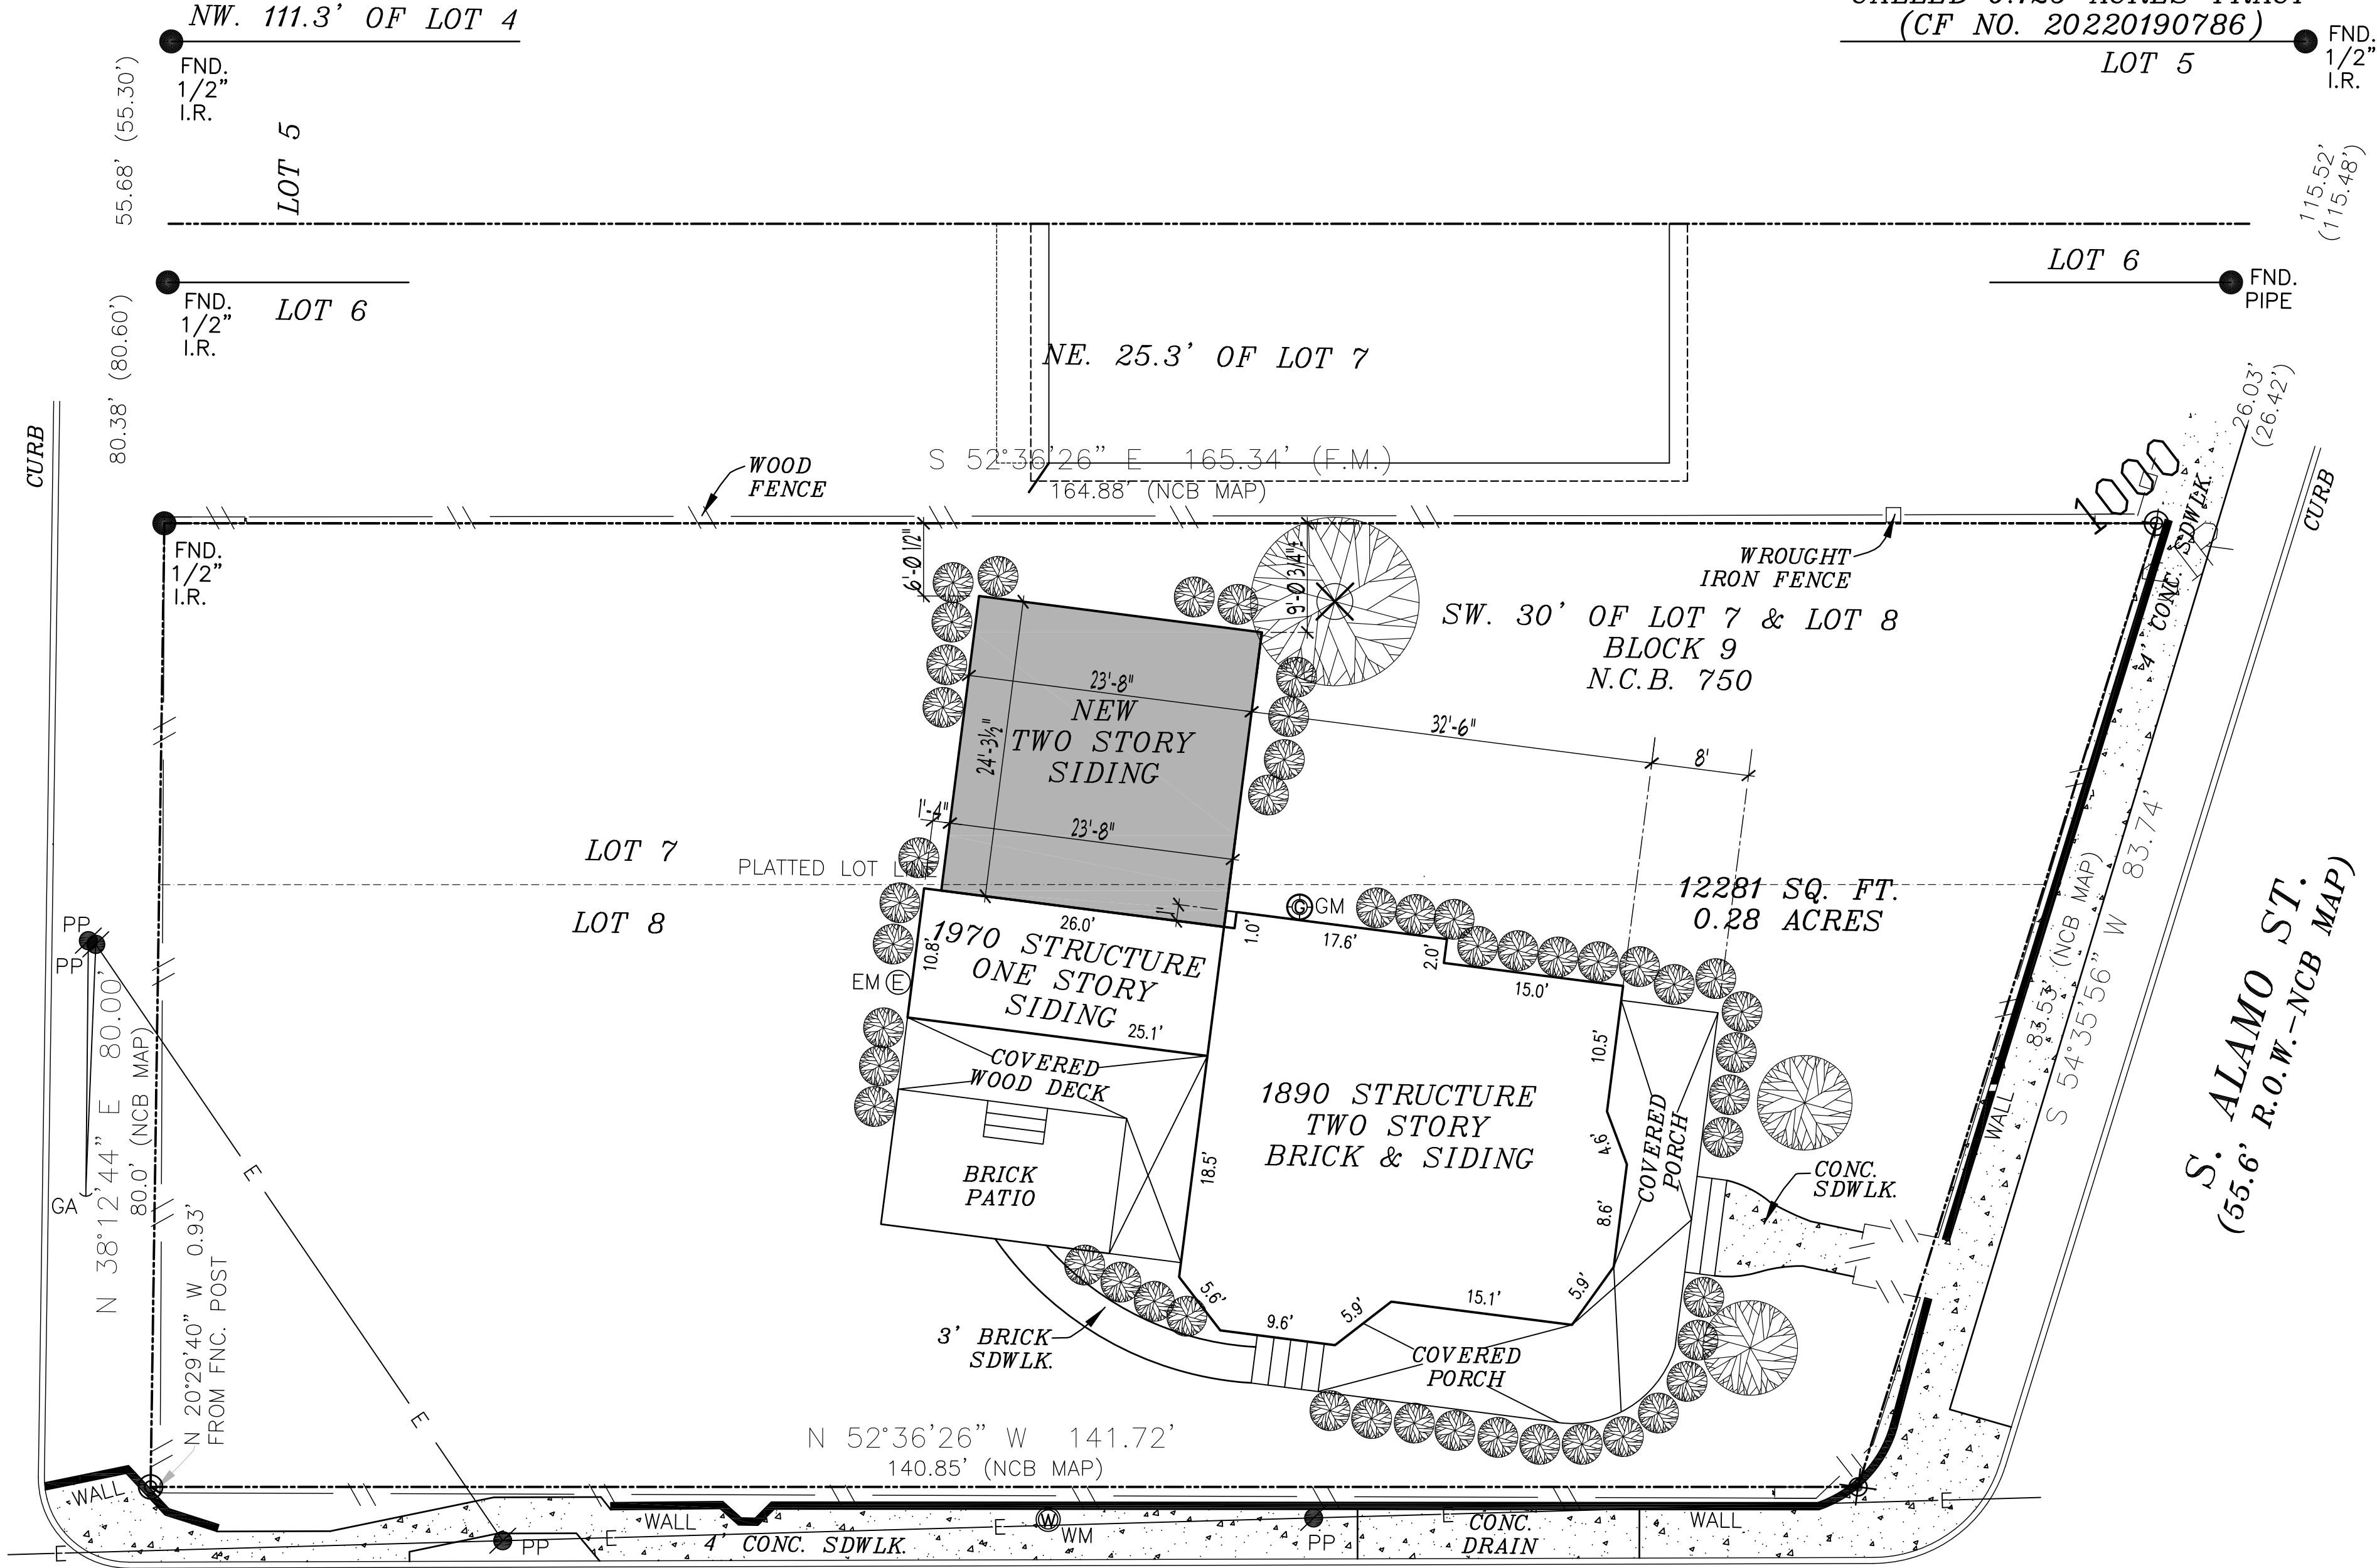 NW. 111.3' OF LOT 4
(CF NO. 20220190786)
LOT 5
FND.
1/2"
I.R.
FND.
1/2"
I.R.
55.68' (55.30')
LOT 5
115.52'
(115.48')
LOT 6
FND.
1/2"
I.R.
LOT 6
FND.
PIPE
80.38' (80.60')
NE. 25.3' OF LOT 7
26.03'
(26.42')
CURB
CURB
WOOD
FENCE
S 52°36'26" E 165.34' (F.M.)
164.88' (NCB MAP)
1000
4' CONC. SDWLK.
FND.
1/2"
I.R.
6'-0 1/2"
9'-0 3/4"
WROUGHT
IRON FENCE
SW. 30' OF LOT 7 & LOT 8
BLOCK 9
N.C.B. 750
23'-8"
NEW
TWO STORY
SIDING
24'-3½"
32'-6"
8'
1'-4"
23'-8"
LOT 7
PLATTED LOT LINE
LOT 8
12281 SQ. FT.
0.28 ACRES
83.53' (NCB MAP)
S 54°35'56" W 83.74'
S. ALAMO ST.
(55.6' R.O.W.-NCB MAP)
PP
PP
26.0'
1"
1.0'
G GM
17.6'
2.0'
15.0'
10.8'
1970 STRUCTURE
ONE STORY
SIDING
25.1'
EM E
COVERED
WOOD DECK
BRICK
PATIO
18.5'
1890 STRUCTURE
TWO STORY
BRICK & SIDING
10.5'
4.6'
8.6'
COVERED
PORCH
WALL
CONC.
SDWLK.
GA
N 38°12'44" E 80.00'
80.0' (NCB MAP)
N 20°29'40" W 0.93'
FROM FNC. POST
E
E
5.6'
9.6'
5.9'
15.1'
5.9'
3' BRICK
SDWLK.
COVERED
PORCH
N 52°36'26" W 141.72'
140.85' (NCB MAP)
WALL
WALL
WALL
E
PP
E
4' CONC. SDWLK.
E
W
WM
PP
E
CONC.
DRAIN
E